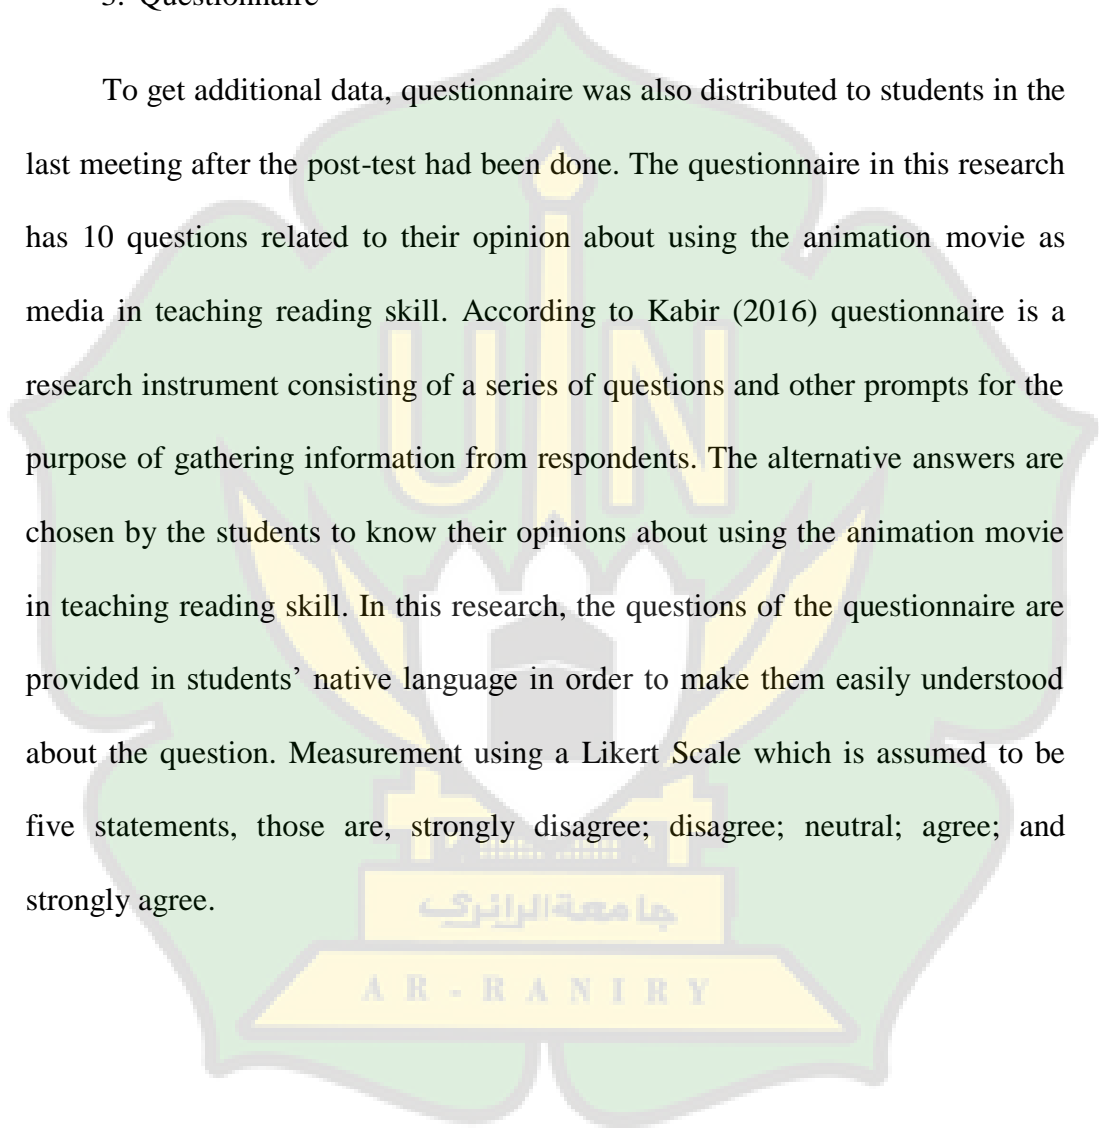 3. Questionnaire
To get additional data, questionnaire was also distributed to students in the
last meeting after the post-test had been done. The questionnaire in this research
has 10 questions related to their opinion about using the animation movie as
media in teaching reading skill. According to Kabir (2016) questionnaire is a
research instrument consisting of a series of questions and other prompts for the
purpose of gathering information from respondents. The alternative answers are
chosen by the students to know their opinions about using the animation movie
in teaching reading skill. In this research, the questions of the questionnaire are
provided in students’ native language in order to make them easily understood
about the question. Measurement using a Likert Scale which is assumed to be
five statements, those are, strongly disagree; disagree; neutral; agree; and
strongly agree.
UIN
جامعة الرانري
AR-RANIRY